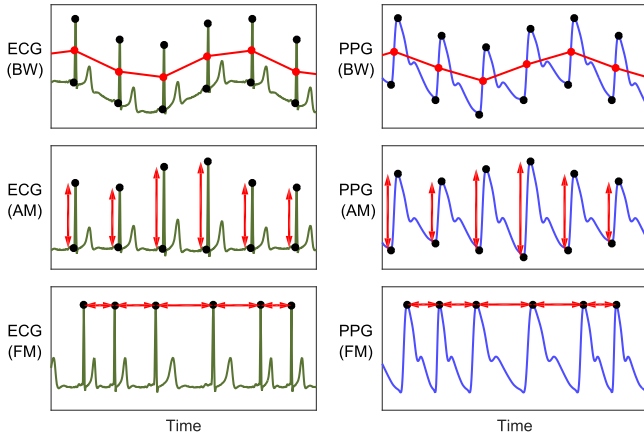 ECG
(BW)
PPG
(BW)
ECG
(AM)
PPG
(AM)
ECG
(FM)
PPG
(FM)
Time
Time